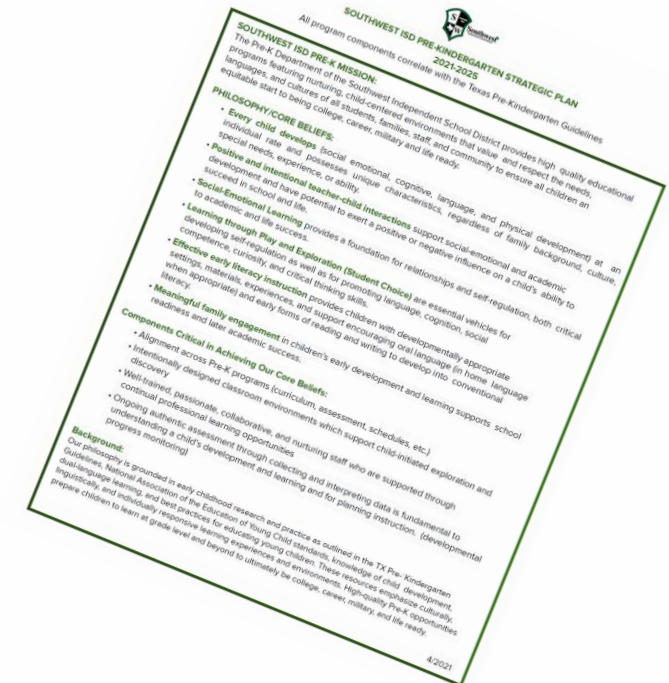 S
W
Southwest
SOUTHWEST ISD PRE-KINDERGARTEN STRATEGIC PLAN
2021-2025
All program components correlate with the Texas Pre-Kindergarten Guidelines
SOUTHWEST ISD PRE-K MISSION:
The Pre-K Department of the Southwest Independent School District provides high quality educational
programs featuring nurturing, child-centered environments that value and respect the needs,
languages, and cultures of all students, families, staff, and community to ensure all children an
equitable start to being college, career, military and life ready.
PHILOSOPHY/CORE BELIEFS:
• Every child develops (social emotional, cognitive, language, and physical development) at an
individual rate and possesses unique characteristics, regardless of family background, culture,
special needs, experience, or ability.
• Positive and intentional teacher-child interactions support social-emotional and academic
development and have potential to exert a positive or negative influence on a child's ability to
succeed in school and life.
• Social-Emotional Learning provides a foundation for relationships and self-regulation, both critical
to academic and life success.
• Learning through Play and Exploration (Student Choice) are essential vehicles for
developing self-regulation as well as for promoting language, cognition, social
competence, curiosity, and critical thinking skills.
• Effective early literacy instruction provides children with developmentally appropriate
settings, materials, experiences, and support encouraging oral language (in home language
when appropriate) and early forms of reading and writing to develop into conventional
literacy.
• Meaningful family engagement in children's early development and learning supports school
readiness and later academic success.
Components Critical in Achieving Our Core Beliefs:
• Alignment across Pre-K programs (curriculum, assessment, schedules, etc.)
• Intentionally designed classroom environments which support child-initiated exploration and
discovery
• Well-trained, passionate, collaborative, and nurturing staff who are supported through
continual professional learning opportunities
• Ongoing authentic assessment through collecting and interpreting data is fundamental to
understanding a child's development and learning and for planning instruction. (developmental
progress monitoring)
Background:
Our philosophy is grounded in early childhood research and practice as outlined in the TX Pre- Kindergarten
Guidelines, National Association of the Education of Young Child standards, knowledge of child development,
dual-language learning, and best practices for educating young children. These resources emphasize culturally,
linguistically, and individually responsive learning experiences and environments. High-quality Pre-K opportunities
prepare children to learn at grade level and beyond to ultimately be college, career, military, and life ready.
4/2021